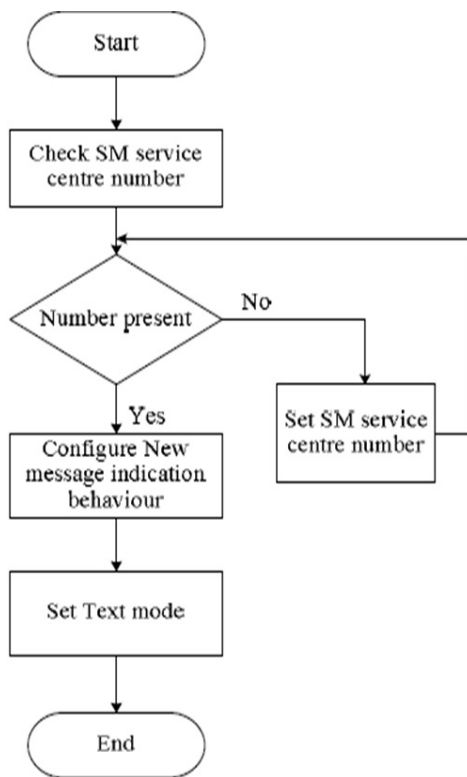 Start
Check SM service
centre number
Number present
No
Yes
Set SM service
centre number
Configure New
message indication
behaviour
Set Text mode
End